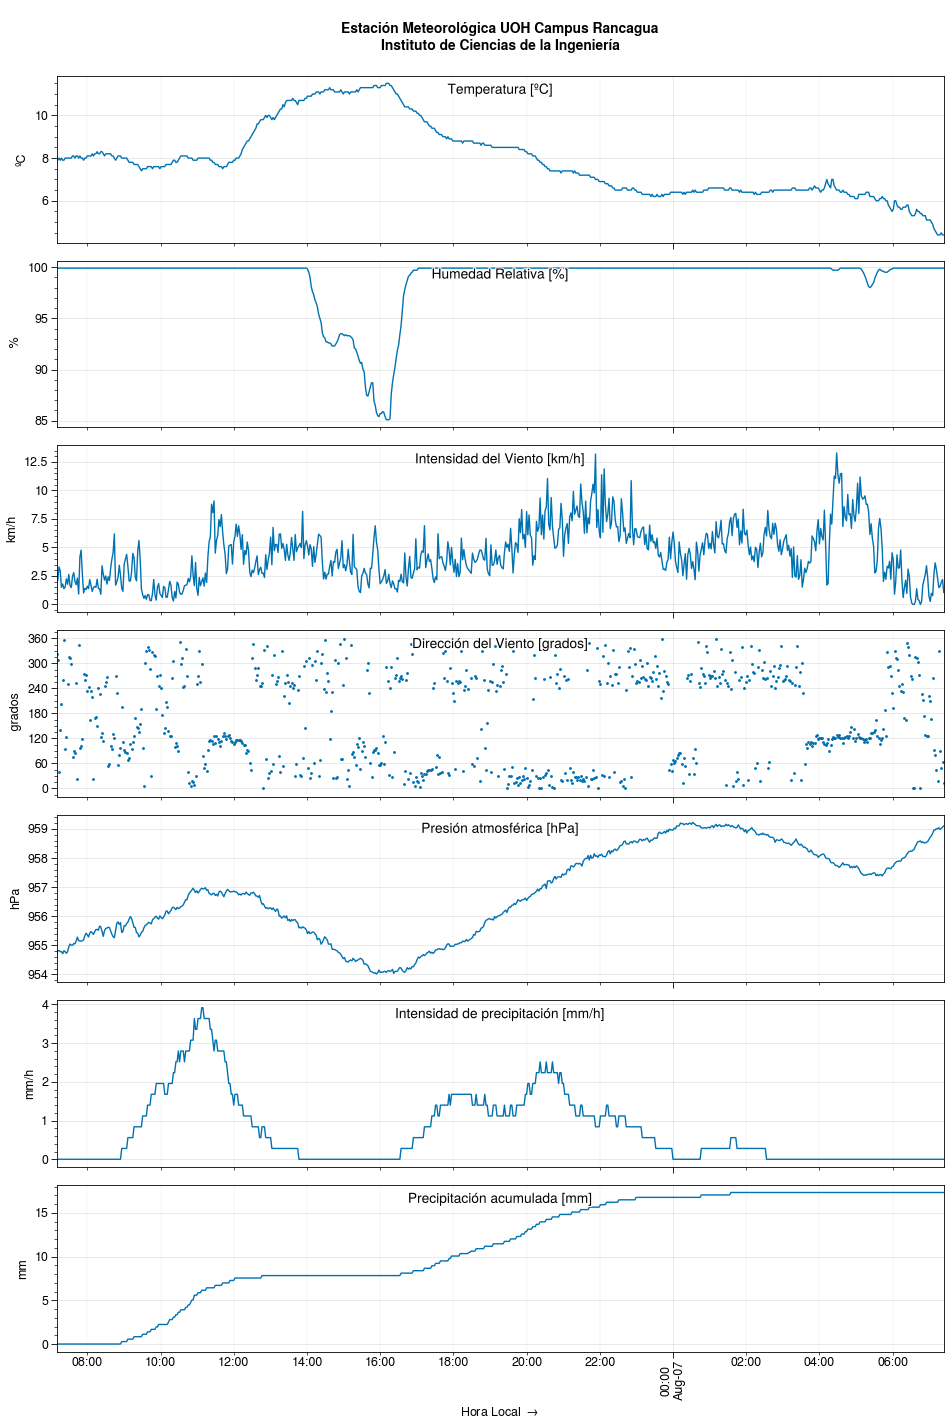 Estación Meteorológica UOH Campus Rancagua
Instituto de Ciencias de la Ingeniería
Temperatura [ºC]
ºC
10
8
6
Humedad Relativa [%]
%
100
95
90
85
Intensidad del Viento [km/h]
km/h
12.5
10
7.5
5
2.5
0
Dirección del Viento [grados]
grados
360
300
240
180
120
60
0
Presión atmosférica [hPa]
hPa
959
958
957
956
955
954
Intensidad de precipitación [mm/h]
mm/h
4
3
2
1
0
Precipitación acumulada [mm]
mm
15
10
5
0
08:00 10:00 12:00 14:00 16:00 18:00 20:00 22:00 00:00 02:00 04:00 06:00
Aug-07
Hora Local →